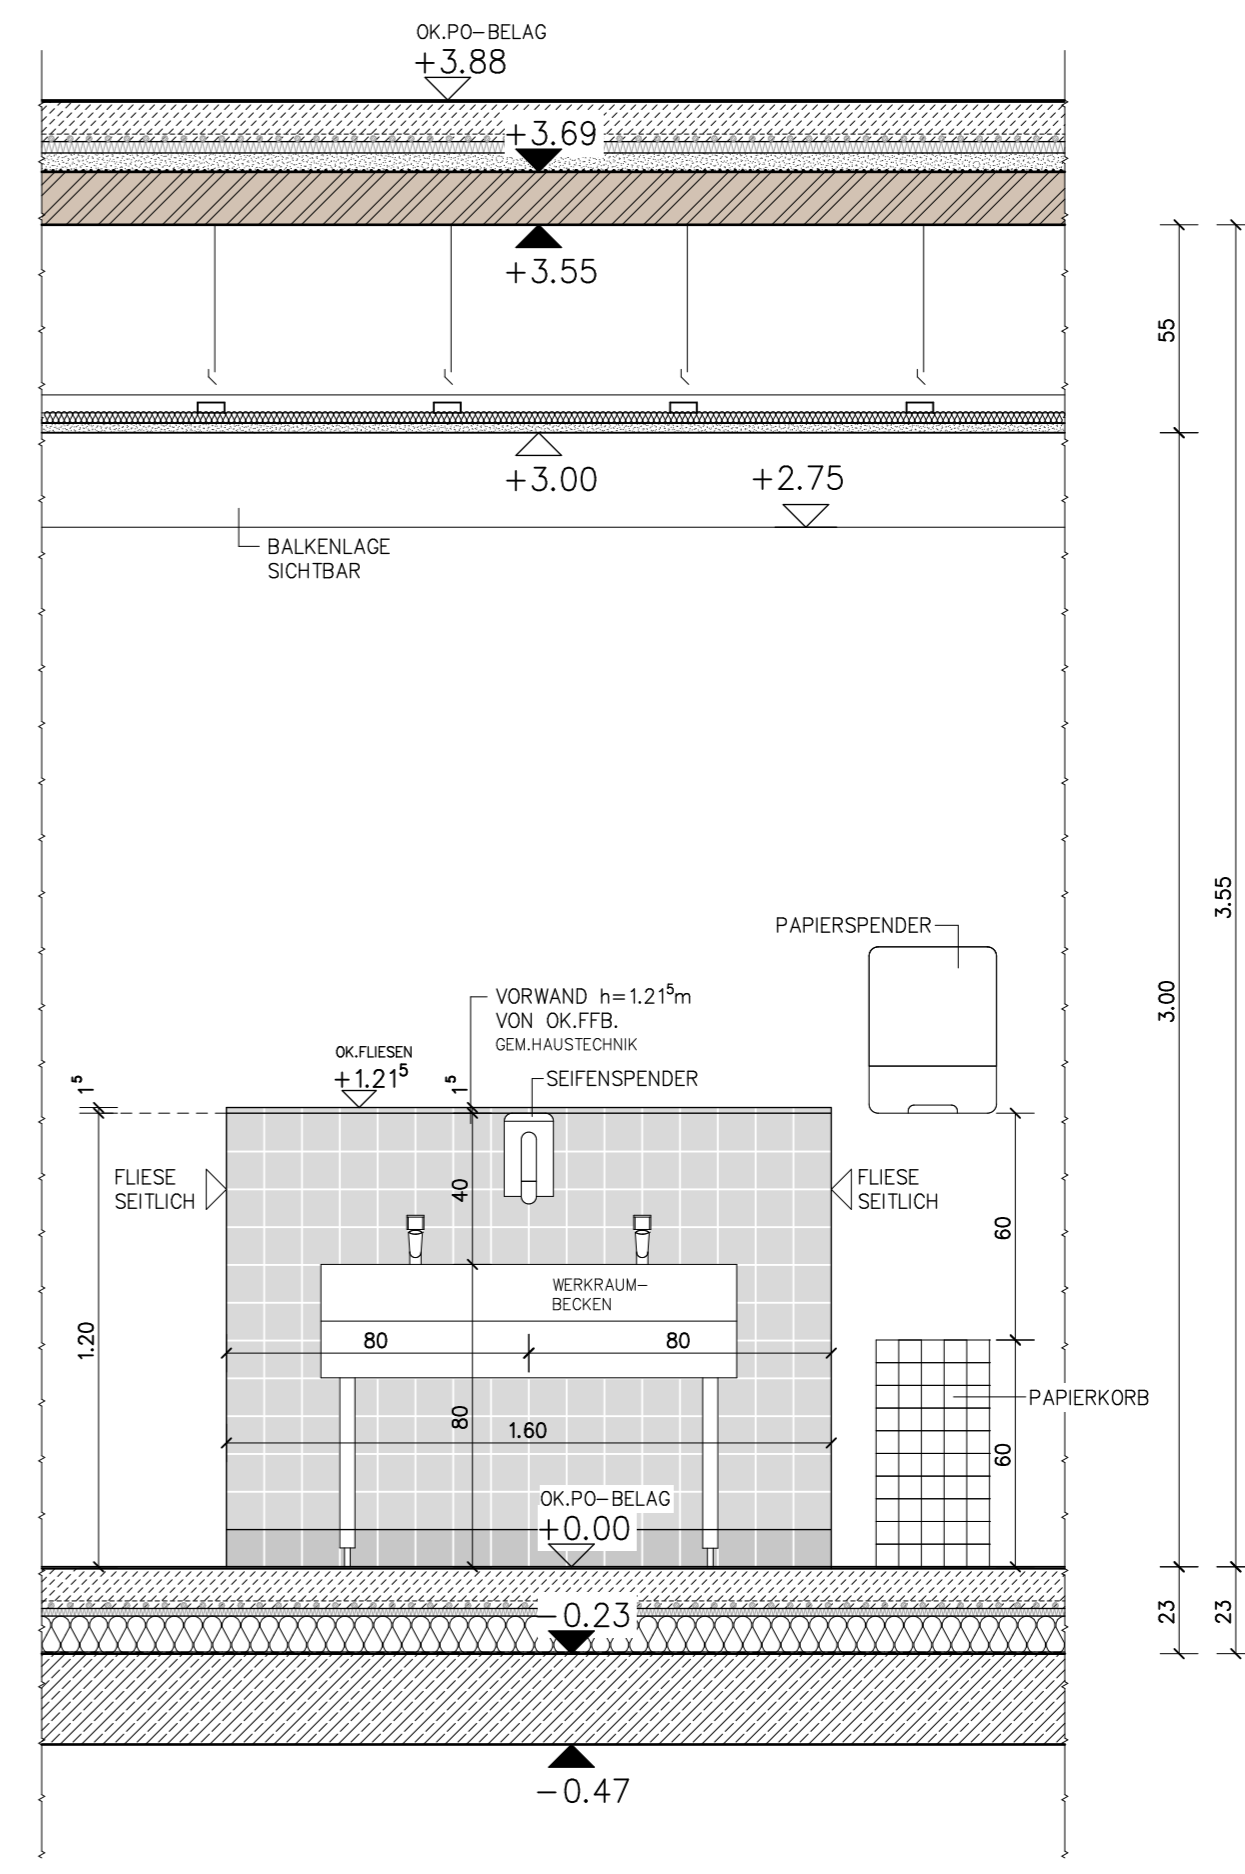 OK.PO-BELAG
+3.88
+3.69
+3.55
55
+3.00
+2.75
BALKENLAGE
SICHTBAR
3.55
PAPIERSPENDER
3.00
VORWAND h=1.21⁵m
VON OK.FFB.
GEM.HAUSTECHNIK
OK.FLIESEN
+1.21⁵
1⁵
1⁵
SEIFENSPENDER
FLIESE
SEITLICH
40
FLIESE
SEITLICH
60
WERKRAUM-
BECKEN
1.20
80
80
PAPIERKORB
80
1.60
60
OK.PO-BELAG
+0.00
-0.23
23
23
-0.47